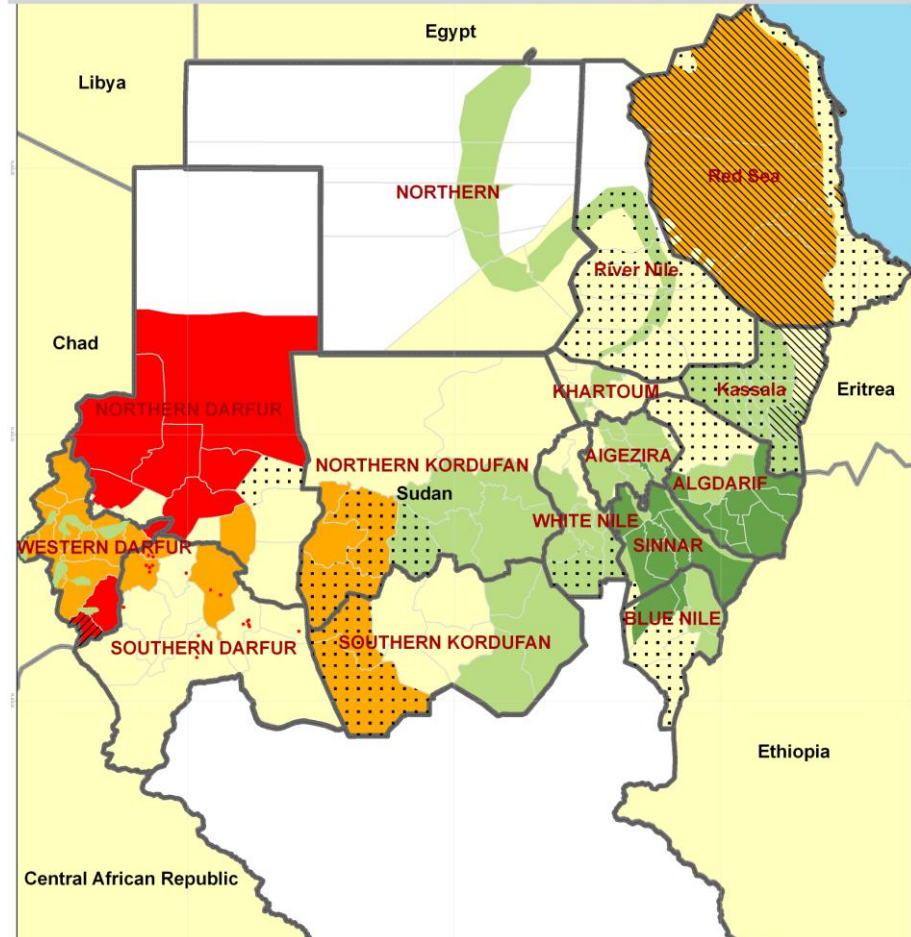 Egypt
Libya
Red Sea
NORTHERN
River Nile
Chad
KHARTOUM
Kassala
Eritrea
NORTHERN DARFUR
NORTHERN KORDUFAN
AIGEZIRA
ALGDARIF
Sudan
WHITE NILE
WESTERN DARFUR
SINNAR
BLUE NILE
SOUTHERN DARFUR
SOUTHERN KORDUFAN
Ethiopia
Central African Republic